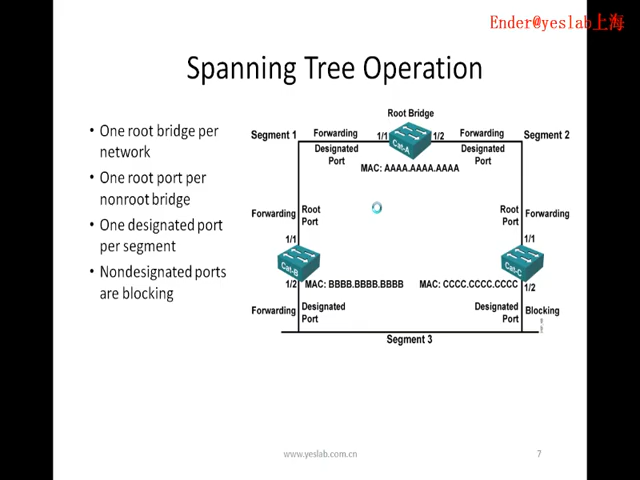 Ender@yeslab上海
Spanning Tree Operation
• One root bridge per
network
• One root port per
nonroot bridge
• One designated port
per segment
• Nondesignated ports
are blocking
Root Bridge
Segment 1
Forwarding
1/1
1/2
Forwarding
Segment 2
Cat-A
Designated
Port
Designated
Port
MAC: AAAA.AAAA.AAAA
Forwarding
Root
Port
Root
Port
Forwarding
1/1
1/1
Cat-B
Cat-C
1/2
MAC: BBBB.BBBB.BBBB
MAC: CCCC.CCCC.CCCC
1/2
Forwarding
Designated
Port
Designated
Port
Blocking
Segment 3
www.yeslab.com.cn
7